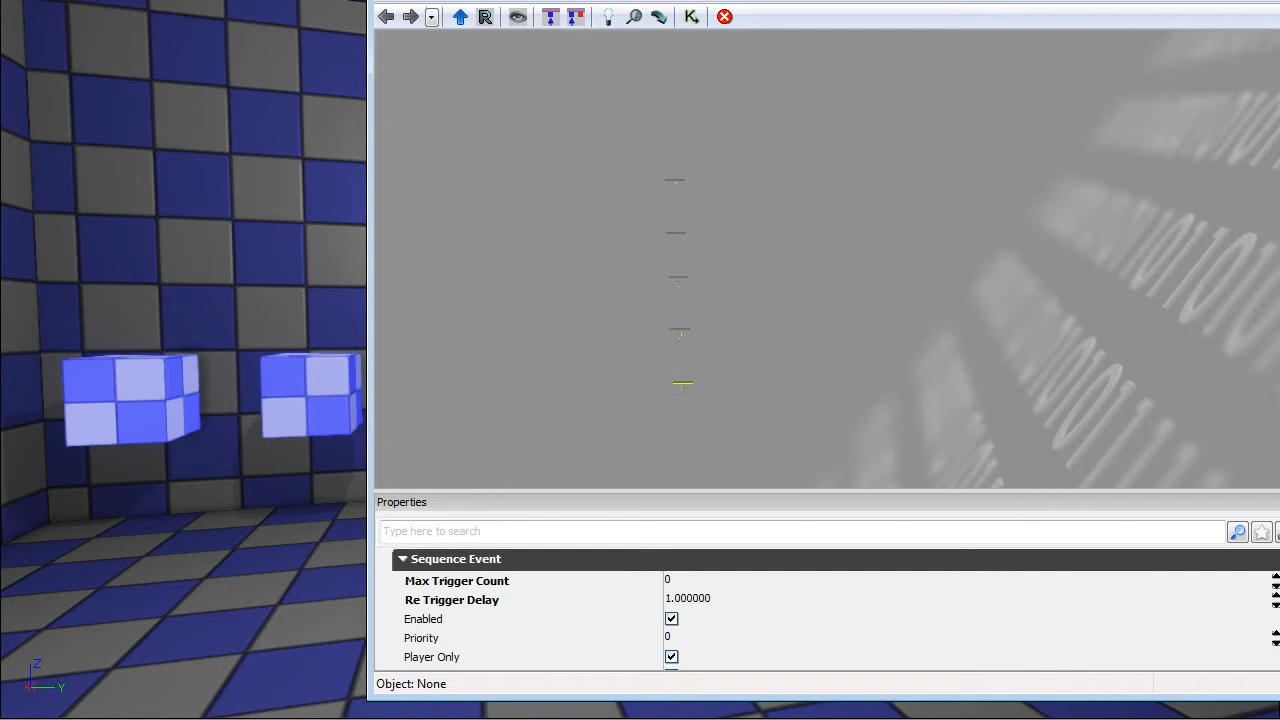 R
K
Properties
Type here to search
Sequence Event
Max Trigger Count 0
Re Trigger Delay 1.000000
Enabled
Priority 0
Player Only
Object: None
Z
Y